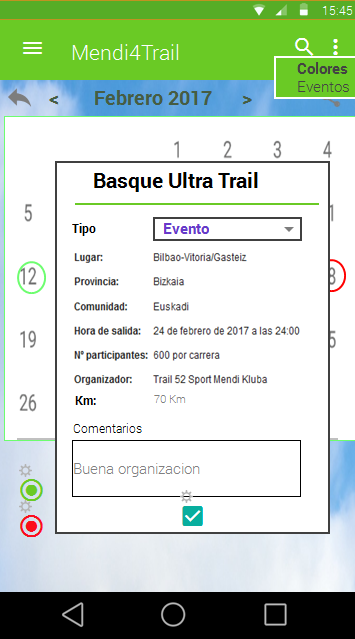 15:45
Mendi4Trail
Colores
Eventos
< Febrero 2017 >
1 2 3 4
5
12
19
26
Basque Ultra Trail
Tipo Evento
Lugar: Bilbao-Vitoria/Gasteiz
Provincia: Bizkaia
Comunidad: Euskadi
Hora de salida: 24 de febrero de 2017 a las 24:00
Nº participantes: 600 por carrera
Organizador: Trail 52 Sport Mendi Kluba
Km: 70 Km
Comentarios
Buena organizacion